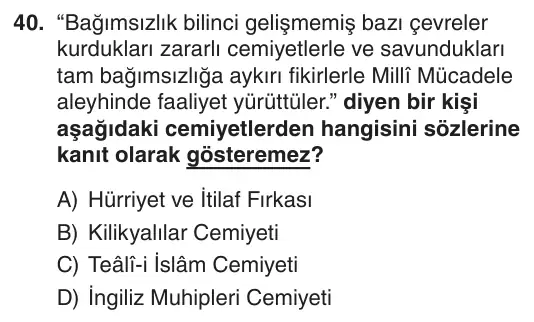 40. “Bağımsızlık bilinci gelişmemiş bazı çevreler
kurdukları zararlı cemiyetlerle ve savundukları
tam bağımsızlığa aykırı fikirlerle Millî Mücadele
aleyhinde faaliyet yürüttüler.” diyen bir kişi
aşağıdaki cemiyetlerden hangisini sözlerine
kanıt olarak gösteremez?
A) Hürriyet ve İtilaf Fırkası
B) Kilikyalılar Cemiyeti
C) Teâlî-i İslâm Cemiyeti
D) İngiliz Muhipleri Cemiyeti